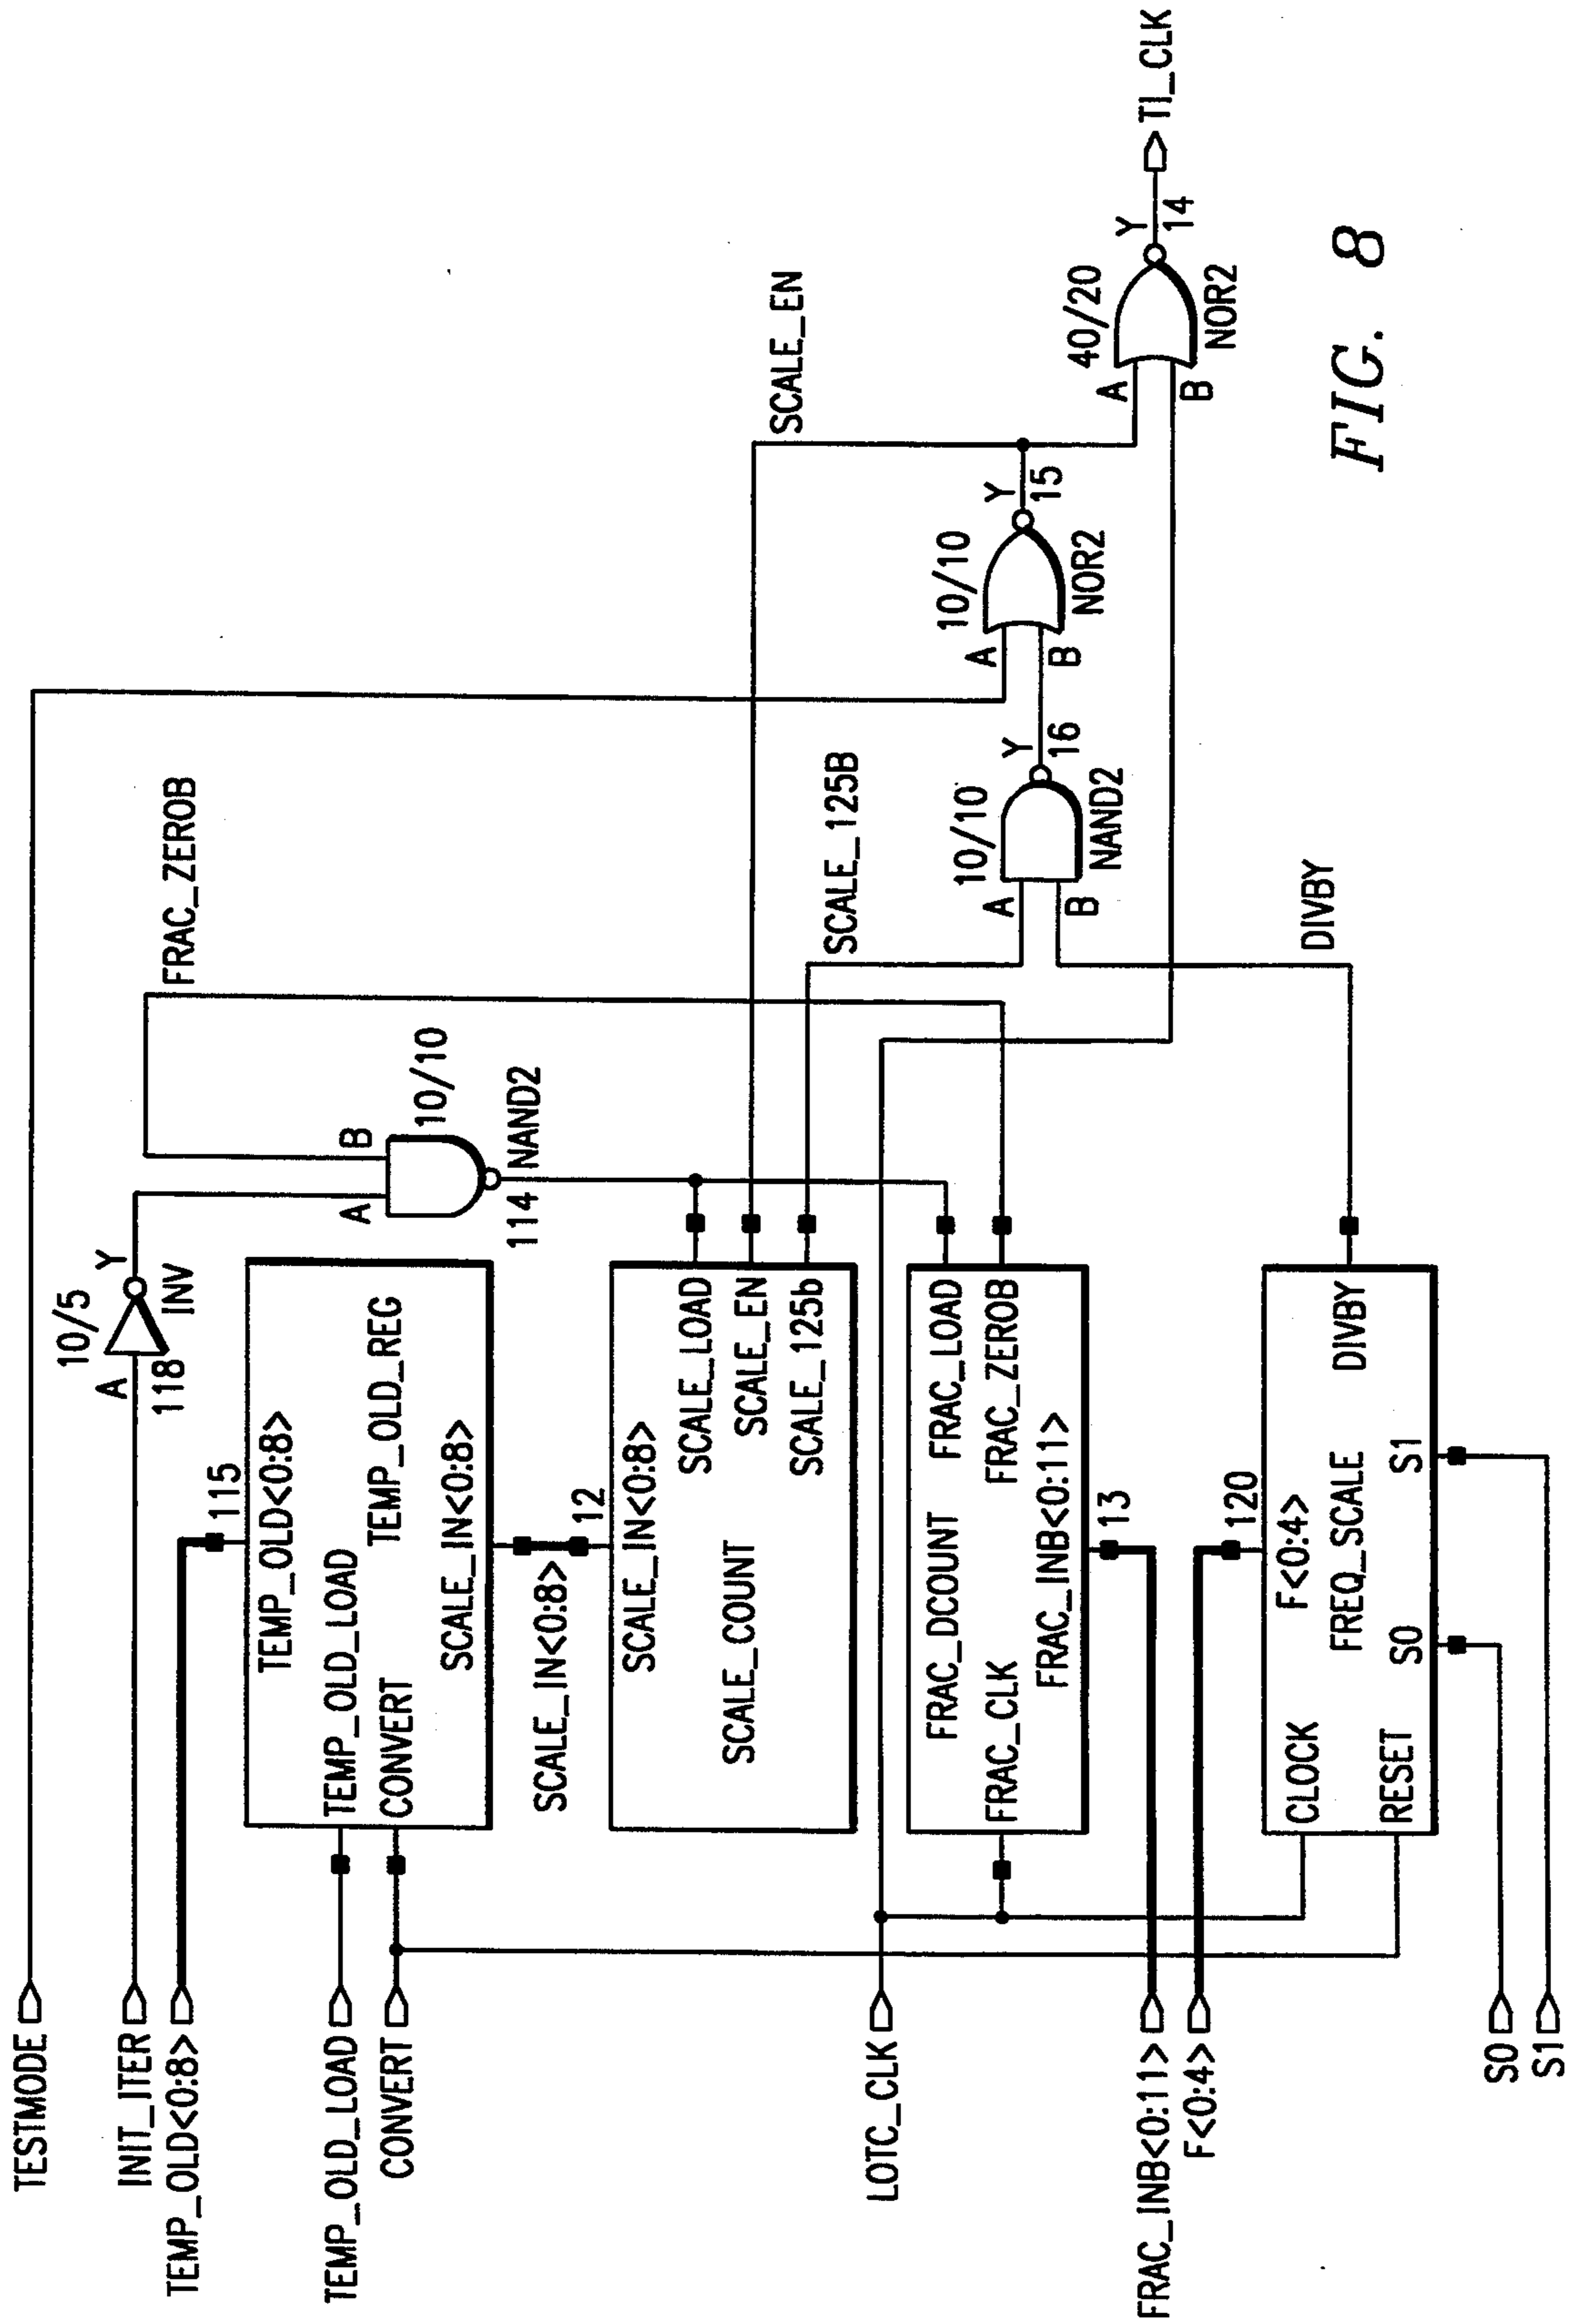 TESTMODE
INIT_ITER
TEMP_OLD<0:8>
TEMP_OLD_LOAD
CONVERT
LOTC_CLK
FRAC_INB<0:11>
F<0:4>
S0
S1
10/5
A
Y
118
INV
115
TEMP_OLD<0:8>
TEMP_OLD_LOAD
CONVERT
TEMP_OLD_REG
SCALE_IN<0:8>
A
B
10/10
114
NAND2
FRAC_ZEROB
SCALE_IN<0:8>
12
SCALE_IN<0:8>
SCALE_COUNT
SCALE_LOAD
SCALE_EN
SCALE_125b
FRAC_DCOUNT
FRAC_LOAD
FRAC_CLK
FRAC_ZEROB
FRAC_INB<0:11>
13
120
F<0:4>
CLOCK
FREQ_SCALE
DIVBY
RESET
S0
S1
SCALE_125B
DIVBY
10/10
A
B
Y
16
NAND2
10/10
A
B
Y
15
NOR2
SCALE_EN
40/20
A
B
Y
14
NOR2
TI_CLK
FIG. 8